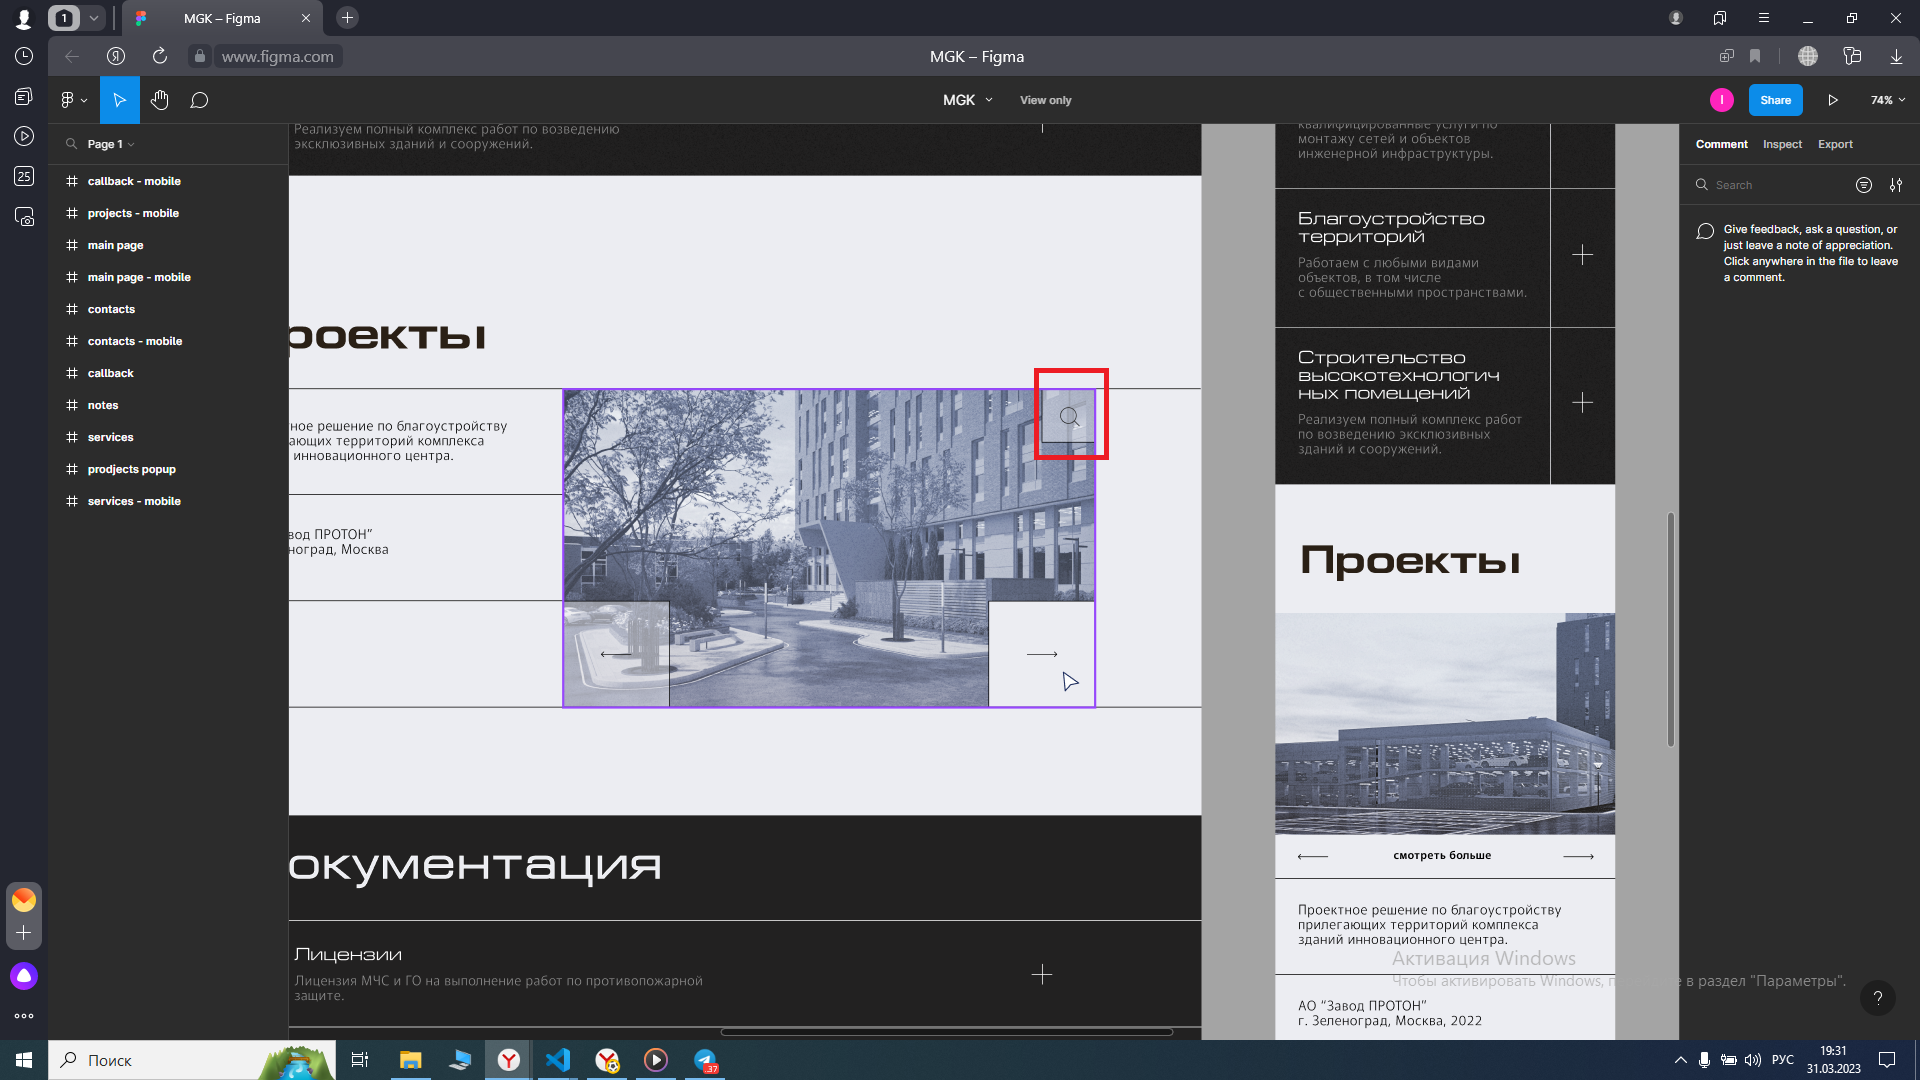 1
MGK – Figma
www.figma.com
MGK – Figma
MGK
View only
I
Share
74%
25
Page 1
callback - mobile
projects - mobile
main page
main page - mobile
contacts
contacts - mobile
callback
notes
services
prodjects popup
services - mobile
Реализуем полный комплекс работ по возведению
эксклюзивных зданий и сооружений.
роекты
ное решение по благоустройству
ающих территорий комплекса
инновационного центра.
вод ПРОТОН”
ноград, Москва
окументация
Лицензии
Лицензия МЧС и ГО на выполнение работ по противопожарной
защите.
квалифицированные услуги по
монтажу сетей и объектов
инженерной инфраструктуры.
Благоустройство
территорий
Работаем с любыми видами
объектов, в том числе
с общественными пространствами.
Строительство
высокотехнологич
ных помещений
Реализуем полный комплекс работ
по возведению эксклюзивных
зданий и сооружений.
Проекты
смотреть больше
Проектное решение по благоустройству
прилегающих территорий комплекса
зданий инновационного центра.
АО “Завод ПРОТОН”
г. Зеленоград, Москва, 2022
Comment
Inspect
Export
Search
Give feedback, ask a question, or
just leave a note of appreciation.
Click anywhere in the file to leave
a comment.
Активация Windows
Чтобы активировать Windows, п е в раздел "Параметры".
?
Поиск
37
РУС
19:31
31.03.2023